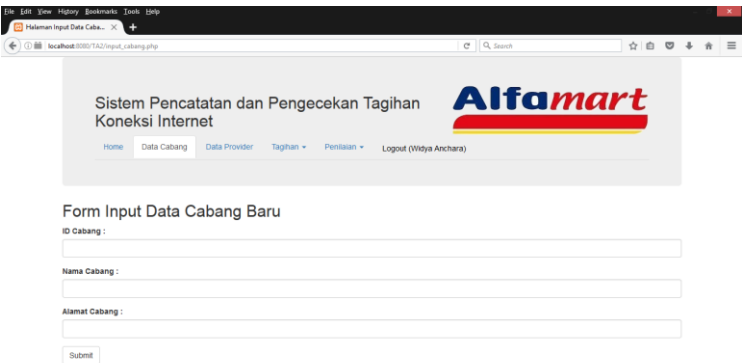 File Edit View History Bookmarks Tools Help
Halaman Input Data Caba...
localhost:8080/TA2/input_cabang.php
Search
Sistem Pencatatan dan Pengecekan Tagihan
Koneksi Internet
Alfamart
Home Data Cabang Data Provider Tagihan Penilaian Logout (Widya Anchara)
Form Input Data Cabang Baru
ID Cabang :
Nama Cabang :
Alamat Cabang :
Submit